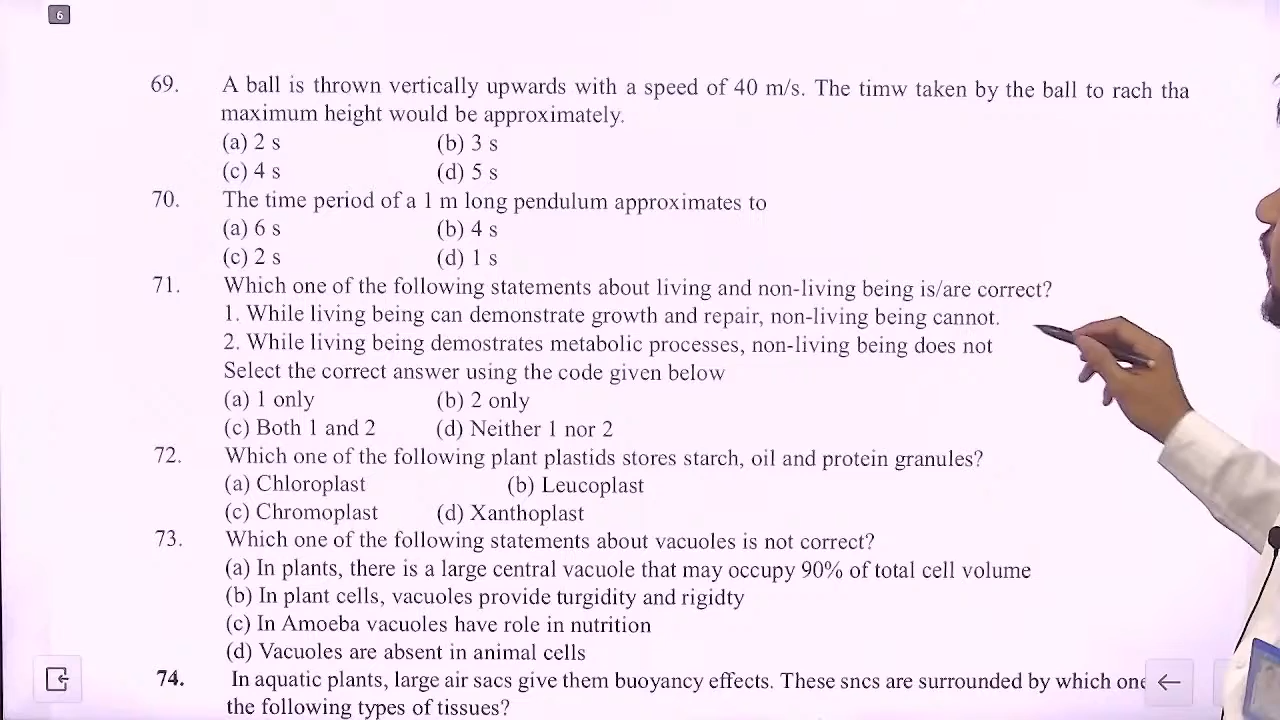 6
69. A ball is thrown vertically upwards with a speed of 40 m/s. The timw taken by the ball to rach tha
maximum height would be approximately.
(a) 2 s (b) 3 s
(c) 4 s (d) 5 s
70. The time period of a 1 m long pendulum approximates to
(a) 6 s (b) 4 s
(c) 2 s (d) 1 s
71. Which one of the following statements about living and non-living being is/are correct?
1. While living being can demonstrate growth and repair, non-living being cannot.
2. While living being demostrates metabolic processes, non-living being does not
Select the correct answer using the code given below
(a) 1 only (b) 2 only
(c) Both 1 and 2 (d) Neither 1 nor 2
72. Which one of the following plant plastids stores starch, oil and protein granules?
(a) Chloroplast (b) Leucoplast
(c) Chromoplast (d) Xanthoplast
73. Which one of the following statements about vacuoles is not correct?
(a) In plants, there is a large central vacuole that may occupy 90% of total cell volume
(b) In plant cells, vacuoles provide turgidity and rigidty
(c) In Amoeba vacuoles have role in nutrition
(d) Vacuoles are absent in animal cells
74. In aquatic plants, large air sacs give them buoyancy effects. These sncs are surrounded by which one
the following types of tissues?